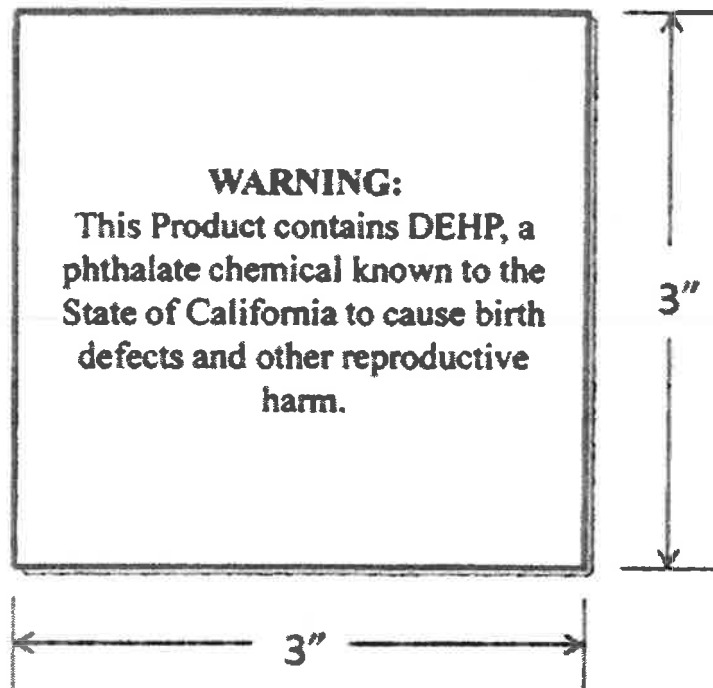 WARNING:
This Product contains DEHP, a
phthalate chemical known to the
State of California to cause birth
defects and other reproductive
harm.
3"
3"